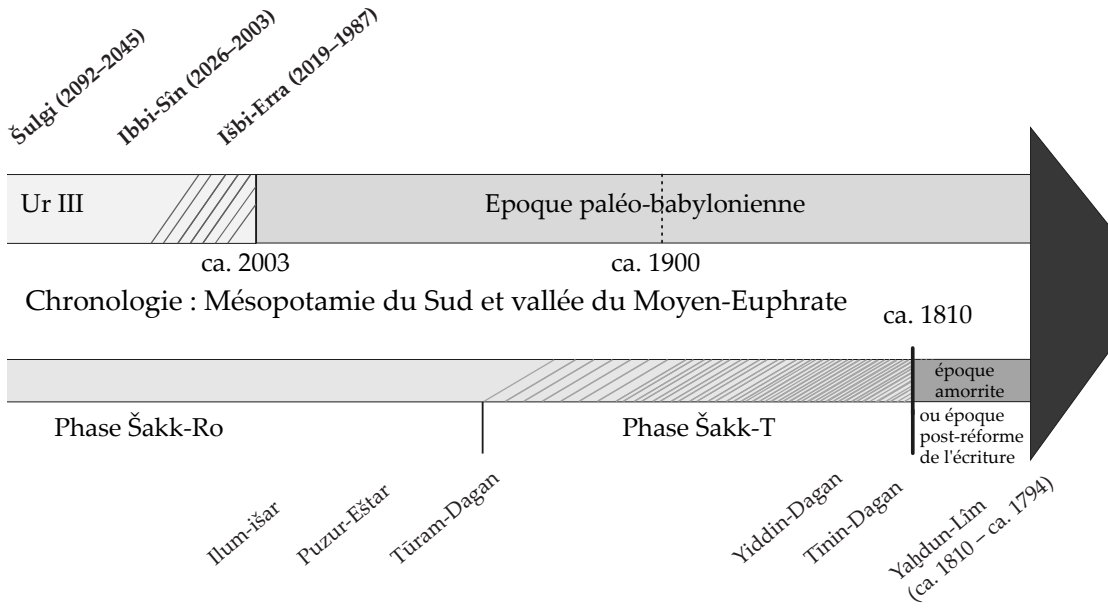 Šulgi (2092–2045)
Ibbi-Sîn (2026–2003)
Išbi-Erra (2019–1987)
Ur III
Epoque paléo-babylonienne
ca. 2003
ca. 1900
Chronologie : Mésopotamie du Sud et vallée du Moyen-Euphrate
ca. 1810
époque
amorrite
Phase Šakk-Ro
Phase Šakk-T
ou époque
post-réforme
de l'écriture
Ilum-išar
Puzur-Eštar
Tūram-Dagan
Yiddin-Dagan
Tinin-Dagan
Yaḫdun-Lîm
(ca. 1810 – ca. 1794)